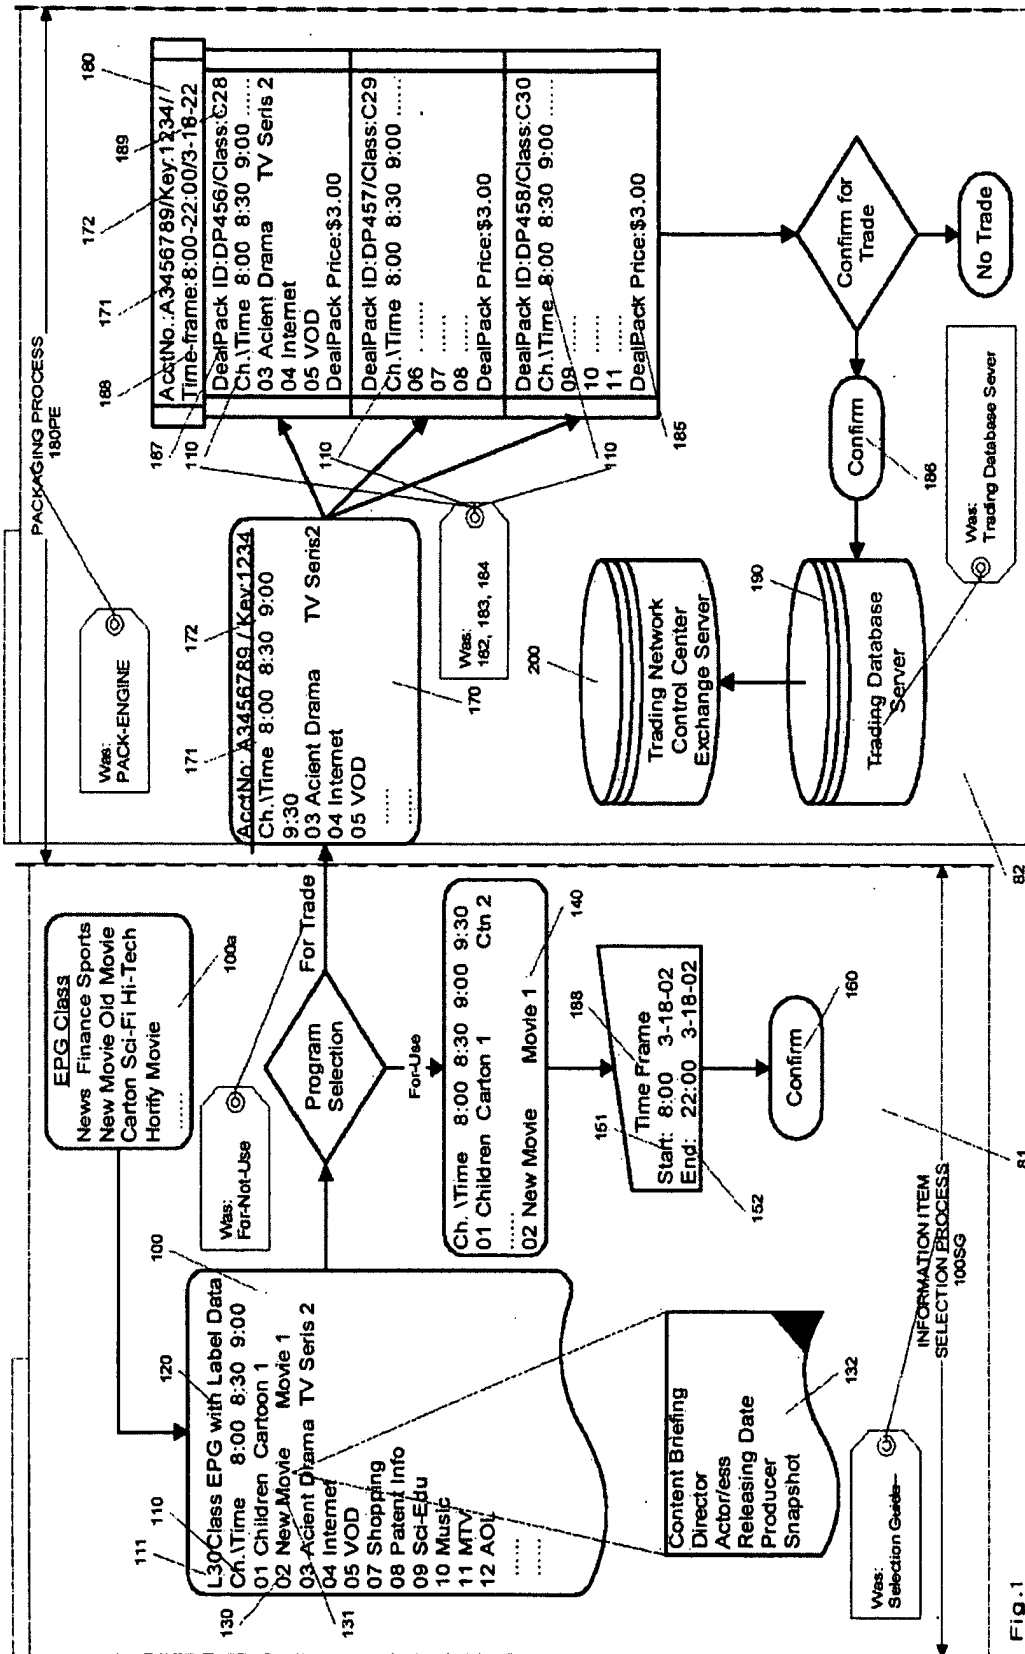 PACKAGING PROCESS
180PE
Was:
PACK-ENGINE
EPG Class
News Finance Sports
New Movie Old Movie
Carton Sci-Fi Hi-Tech
Horify Movie
......
100a
Was:
For-Not-Use
For Trade
Program
Selection
For-Use
111
110
120
100
L30Class EPG with Label Data
Ch.\Time 8:00 8:30 9:00
01 Children Cartoon 1
02 New Movie Movie 1
03 Acient Drama TV Seris 2
04 Internet
05 VOD
07 Shopping
08 Patent Info
09 Sci-Edu
10 Music
11 MTV
12 AOL
......
......
130
131
Content Briefing
Director
Actor/ess
Releasing Date
Producer
Snapshot
132
Ch.\Time 8:00 8:30 9:00 9:30
01 Children Carton 1 Ctn 2
......
02 New Movie Movie 1
140
151
188
Time Frame
Start: 8:00 3-18-02
End: 22:00 3-18-02
152
Confirm
160
81
INFORMATION ITEM
SELECTION PROCESS
100SG
Was:
Selection Guide
171
172
AcctNo: A3456789 / Key:1234
Ch.\Time 8:00 8:30 9:00
9:30
03 Acient Drama TV Seris2
04 Internet
05 VOD
......
......
170
Was:
182, 183, 184
168
171
172
189
180
AcctNo.:A3456789/Key:1234/
Time-frame:8:00-22:00/3-18-22
187
110
DealPack ID:DP456/Class:C28
Ch.\Time 8:00 8:30 9:00 ......
03 Acient Drama TV Seris 2
04 Internet
05 VOD
DealPack Price:$3.00
110
DealPack ID:DP457/Class:C29
Ch.\Time 8:00 8:30 9:00 ......
06 ......
07 ......
08 ......
DealPack Price:$3.00
110
DealPack ID:DP458/Class:C30
Ch.\Time 8:00 8:30 9:00 ......
09 ......
10 ......
11 ......
DealPack Price:$3.00
185
Confirm for
Trade
No Trade
Confirm
186
Was:
Trading Database Sever
190
Trading Database
Server
200
Trading Network
Control Center
Exchange Server
82
Fig.1